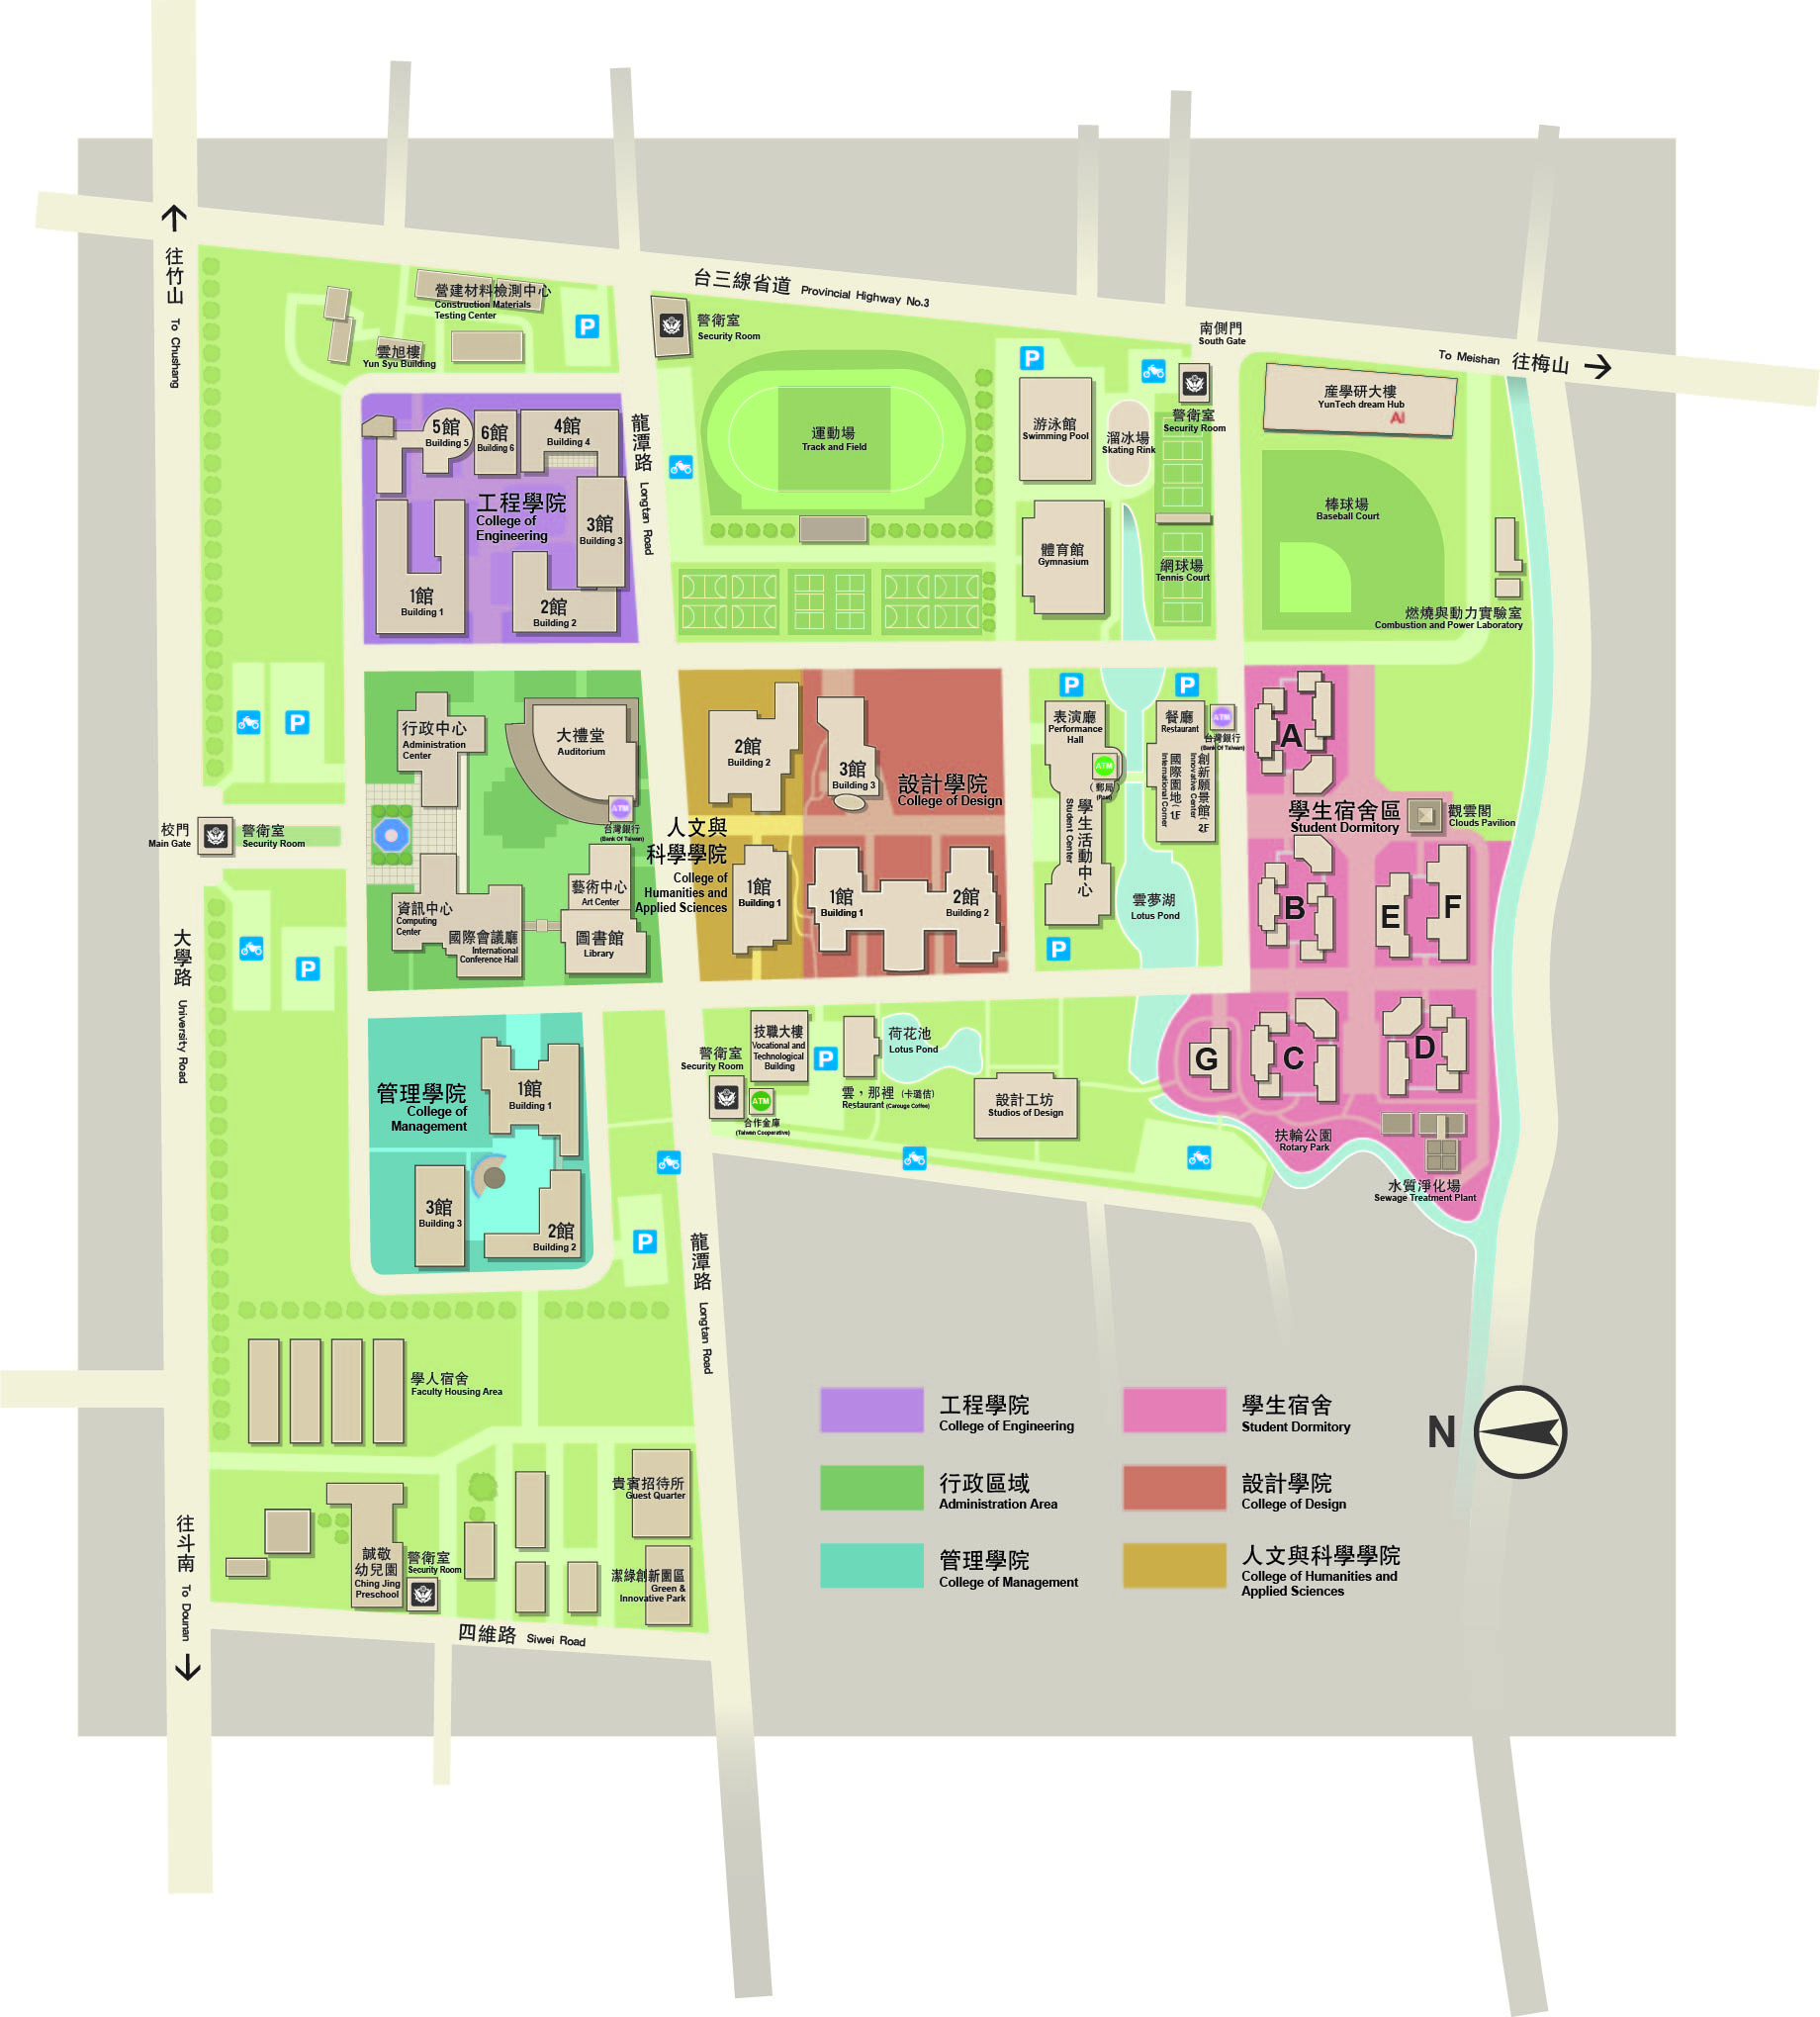 台三線省道 Provincial Highway No.3
往竹山 To Chushang
營建材料檢測中心
Construction Materials
Testing Center
P
雲旭樓
Yun Syu Building
警衛室
Security Room
南側門
South Gate
To Meishan 往梅山
P
警衛室
Security Room
產學研大樓
YunTech dream Hub
AI
5館
Building 5
6館
Building 6
4館
Building 4
工程學院
College of
Engineering
3館
Building 3
1館
Building 1
2館
Building 2
龍潭路 Longtan Road
運動場
Track and Field
游泳館
Swimming Pool
溜冰場
Skating Rink
體育館
Gymnasium
網球場
Tennis Court
棒球場
Baseball Court
燃燒與動力實驗室
Combustion and Power Laboratory
P
行政中心
Administration
Center
大禮堂
Auditorium
ATM
台灣銀行
(Bank Of Taiwan)
校門
Main Gate
警衛室
Security Room
藝術中心
Art Center
資訊中心
Computing
Center
國際會議廳
International
Conference Hall
圖書館
Library
2館
Building 2
3館
Building 3
設計學院
College of Design
人文與
科學學院
College of
Humanities and
Applied Sciences
1館
Building 1
1館
Building 1
2館
Building 2
P
P
表演廳
Performance
Hall
ATM
(郵局)
(Post)
學生活動中心
Student Center
餐廳
Restaurant
ATM
台灣銀行
(Bank Of Taiwan)
國際園地(1F
International Corner
創新願景館(2F
Innovative Center
雲夢湖
Lotus Pond
P
A
學生宿舍區
Student Dormitory
觀雲閣
Clouds Pavilion
B
E
F
G
C
D
大學路 University Road
P
管理學院
College of
Management
1館
Building 1
3館
Building 3
2館
Building 2
警衛室
Security Room
技職大樓
Vocational and
Technological
Building
P
ATM
合作金庫
(Taiwan Cooperative)
荷花池
Lotus Pond
雲，那裡 (卡璐佶)
Restaurant (Carouge Coffee)
設計工坊
Studios of Design
扶輪公園
Rotary Park
水質淨化場
Sewage Treatment Plant
P
龍潭路 Longtan Road
學人宿舍
Faculty Housing Area
往斗南 To Dounan
誠敬
幼兒園
Ching Jing
Preschool
警衛室
Security Room
貴賓招待所
Guest Quarter
潔綠創新園區
Green &
Innovative Park
四維路 Siwei Road
工程學院
College of Engineering
行政區域
Administration Area
管理學院
College of Management
學生宿舍
Student Dormitory
設計學院
College of Design
人文與科學學院
College of Humanities and
Applied Sciences
N